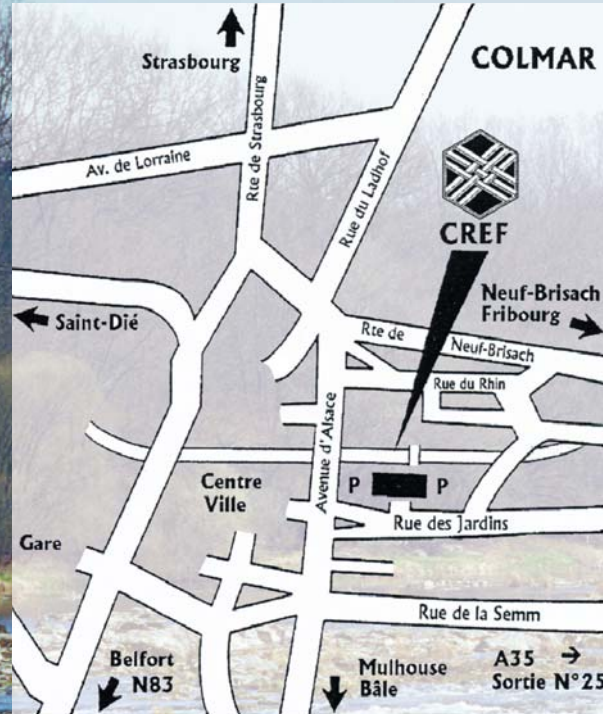 Strasbourg
COLMAR
Av. de Lorraine
Rte de Strasbourg
Rue du Ladhof
CREF
Neuf-Brisach
Fribourg
Saint-Dié
Rte de Neuf-Brisach
Rue du Rhin
Avenue d'Alsace
Centre
Ville
P
P
Rue des Jardins
Gare
Rue de la Semm
Belfort
N83
Mulhouse
Bâle
A35 →
Sortie N°25